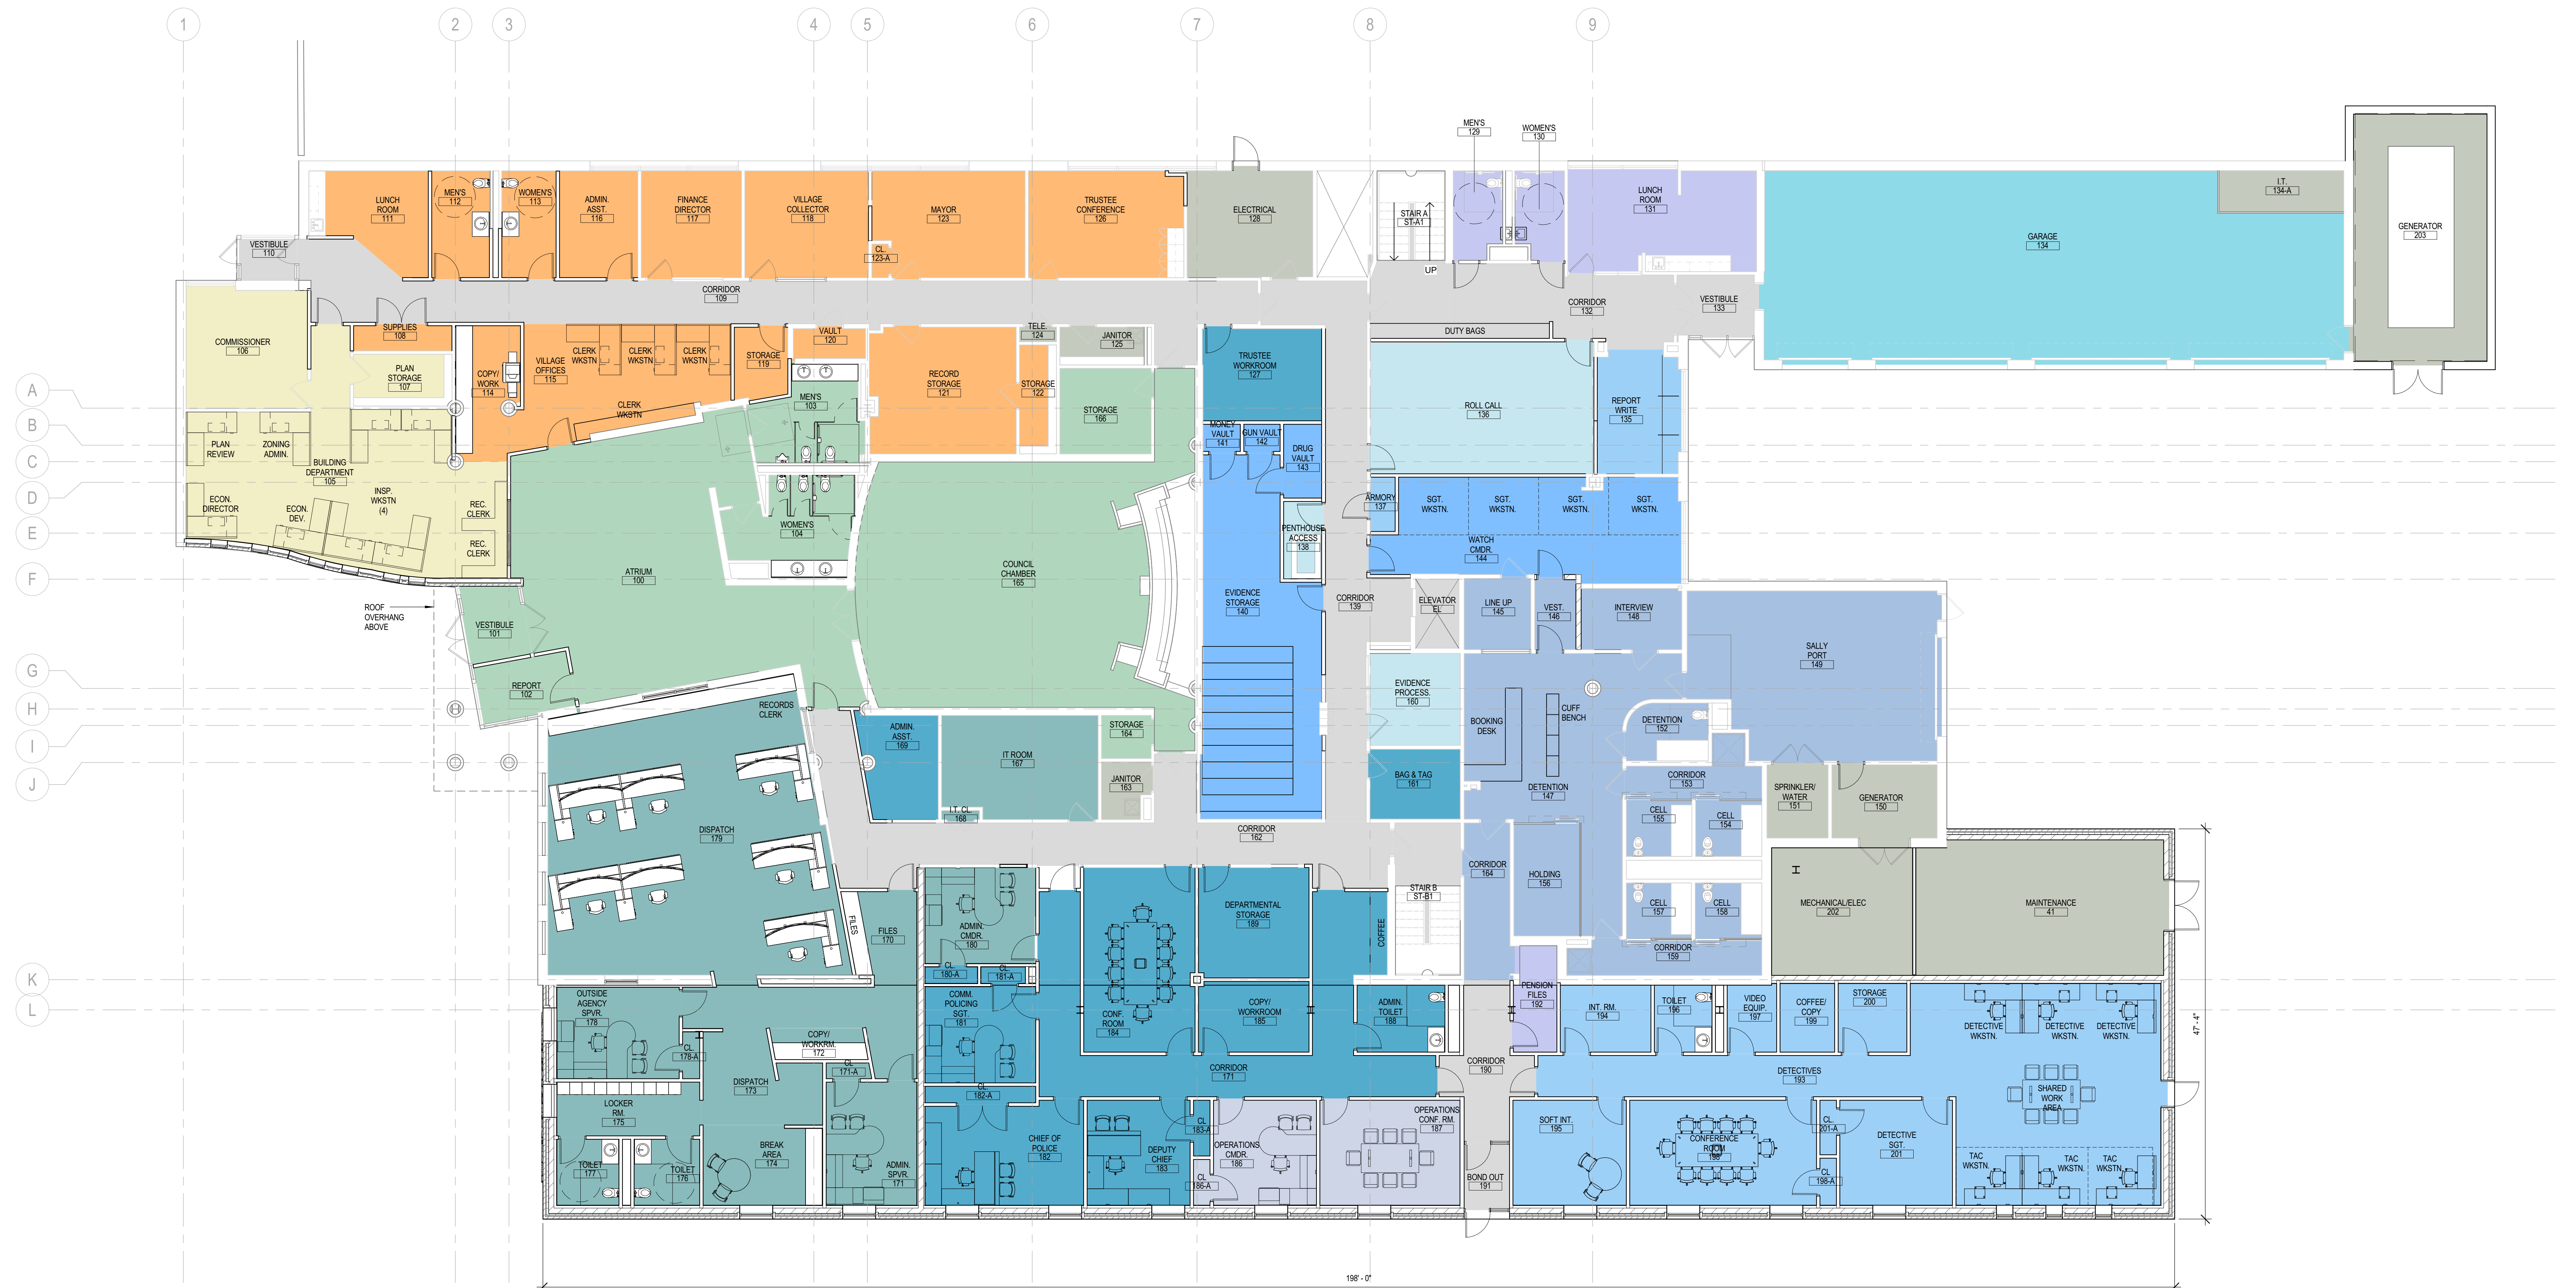 1
2
3
4
5
6
7
8
9
A
B
C
D
E
F
G
H
I
J
K
L
MEN'S
129
WOMEN'S
130
LUNCH
ROOM
111
MEN'S
112
WOMEN'S
113
ADMIN.
ASST.
116
FINANCE
DIRECTOR
117
VILLAGE
COLLECTOR
118
MAYOR
123
CL.
123-A
TRUSTEE
CONFERENCE
126
ELECTRICAL
128
STAIR A
ST-A1
UP
LUNCH
ROOM
131
GARAGE
134
I.T.
134-A
GENERATOR
203
VESTIBULE
110
CORRIDOR
109
CORRIDOR
132
VESTIBULE
133
DUTY BAGS
COMMISSIONER
106
SUPPLIES
108
PLAN
STORAGE
107
COPY/
WORK
114
VILLAGE
OFFICES
115
CLERK
WKSTN
CLERK
WKSTN
CLERK
WKSTN
CLERK
WKSTN
STORAGE
119
VAULT
120
MEN'S
103
RECORD
STORAGE
121
TELE.
124
STORAGE
122
JANITOR
125
STORAGE
166
TRUSTEE
WORKROOM
127
MONEY
VAULT
141
GUN VAULT
142
DRUG
VAULT
143
ROLL CALL
136
REPORT
WRITE
135
PLAN
REVIEW
ZONING
ADMIN.
BUILDING
DEPARTMENT
105
ECON.
DIRECTOR
ECON.
DEV.
INSP.
WKSTN
(4)
REC.
CLERK
REC.
CLERK
WOMEN'S
104
ATRIUM
100
COUNCIL
CHAMBER
165
PENTHOUSE
ACCESS
138
ARMORY
137
SGT.
WKSTN.
SGT.
WKSTN.
SGT.
WKSTN.
SGT.
WKSTN.
WATCH
CMDR.
144
EVIDENCE
STORAGE
140
CORRIDOR
139
ELEVATOR
EL
LINE UP
145
VEST.
146
INTERVIEW
148
SALLY
PORT
149
ROOF
OVERHANG
ABOVE
VESTIBULE
101
REPORT
102
RECORDS
CLERK
ADMIN.
ASST.
169
IT ROOM
167
I.T. CL.
168
STORAGE
164
JANITOR
163
EVIDENCE
PROCESS.
160
BAG & TAG
161
BOOKING
DESK
CUFF
BENCH
DETENTION
147
DETENTION
152
CORRIDOR
153
CELL
155
CELL
154
SPRINKLER/
WATER
151
GENERATOR
150
DISPATCH
179
CORRIDOR
162
CORRIDOR
164
HOLDING
156
CELL
157
CELL
158
CORRIDOR
159
MECHANICAL/ELEC
202
MAINTENANCE
41
FILES
FILES
170
ADMIN.
CMDR.
180
CL.
180-A
CL.
181-A
DEPARTMENTAL
STORAGE
189
COFFEE
STAIR B
ST-B1
CONF.
ROOM
184
COPY/
WORKROOM
185
ADMIN.
TOILET
188
PENSION
FILES
192
INT. RM.
194
TOILET
196
VIDEO
EQUIP.
197
COFFEE/
COPY
199
STORAGE
200
DETECTIVE
WKSTN.
DETECTIVE
WKSTN.
DETECTIVE
WKSTN.
47' - 4"
OUTSIDE
AGENCY
SPVR.
178
CL.
178-A
COPY/
WORKRM.
172
CL.
171-A
COMM.
POLICING
SGT.
181
CL.
182-A
DISPATCH
173
CORRIDOR
171
CORRIDOR
190
DETECTIVES
193
SHARED
WORK
AREA
LOCKER
RM.
175
TOILET
177
TOILET
176
BREAK
AREA
174
ADMIN.
SPVR.
171
CHIEF OF
POLICE
182
DEPUTY
CHIEF
183
CL
183-A
OPERATIONS
CMDR.
186
CL
186-A
OPERATIONS
CONF. RM.
187
BOND OUT
191
SOFT INT.
195
CONFERENCE
ROOM
198
CL.
201-A
CL
198-A
DETECTIVE
SGT.
201
TAC
WKSTN.
TAC
WKSTN.
TAC
WKSTN.
198' - 0"